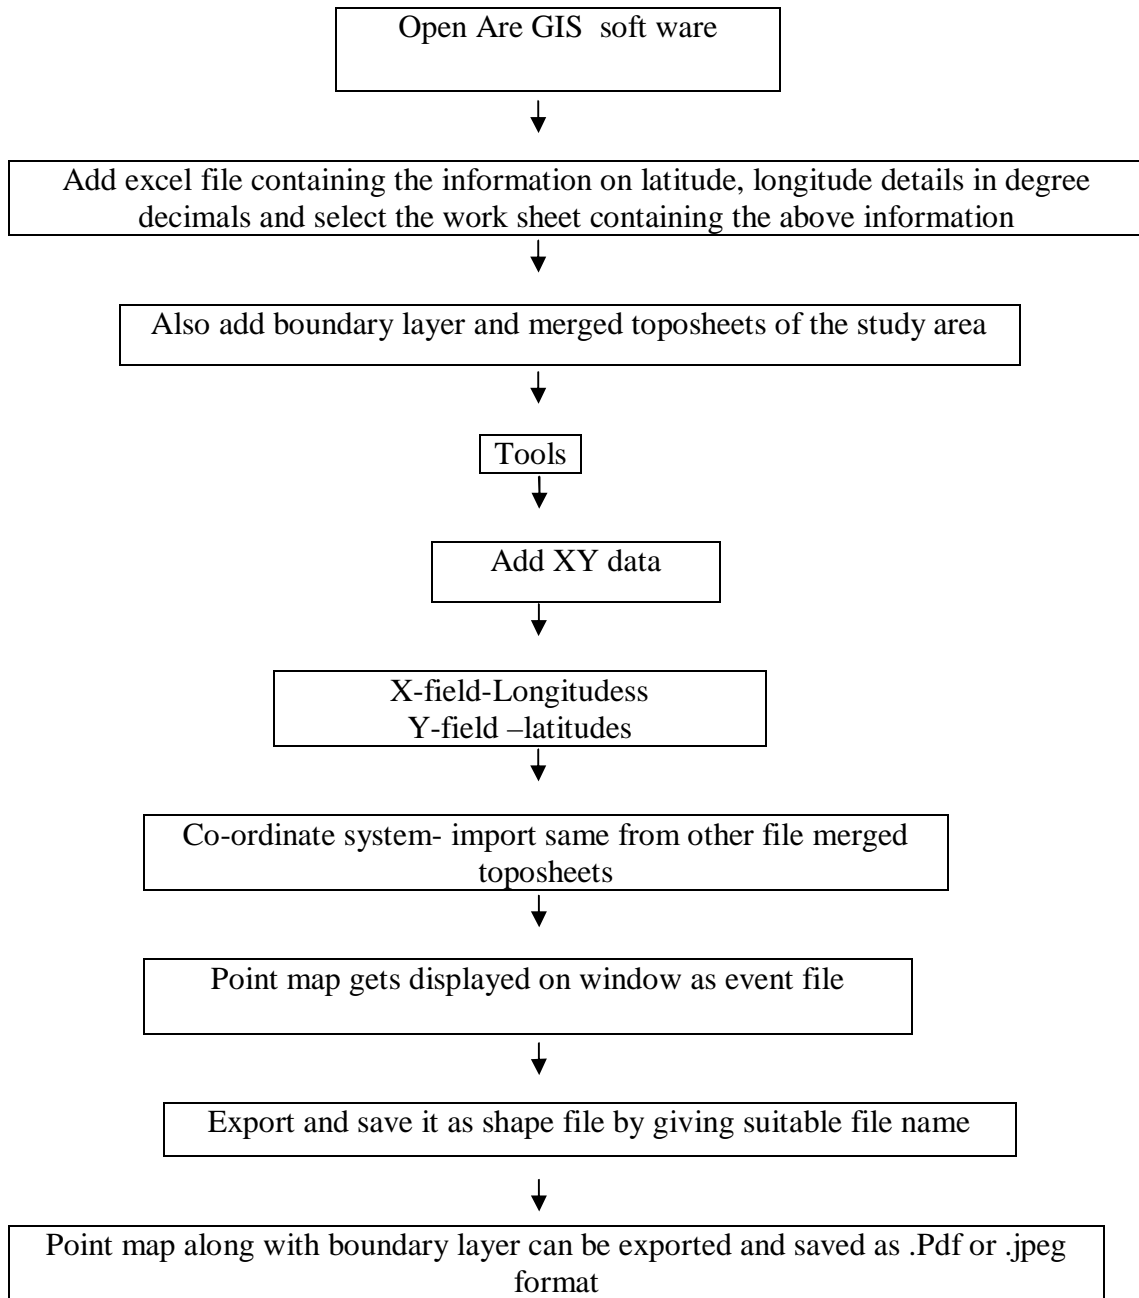 Open Are GIS  soft ware
Add excel file containing the information on latitude, longitude details in degree
decimals and select the work sheet containing the above information
Also add boundary layer and merged toposheets of the study area
Tools
Add XY data
X-field-Longitudess
Y-field –latitudes
Co-ordinate system- import same from other file merged
toposheets
Point map gets displayed on window as event file
Export and save it as shape file by giving suitable file name
Point map along with boundary layer can be exported and saved as .Pdf or .jpeg
format